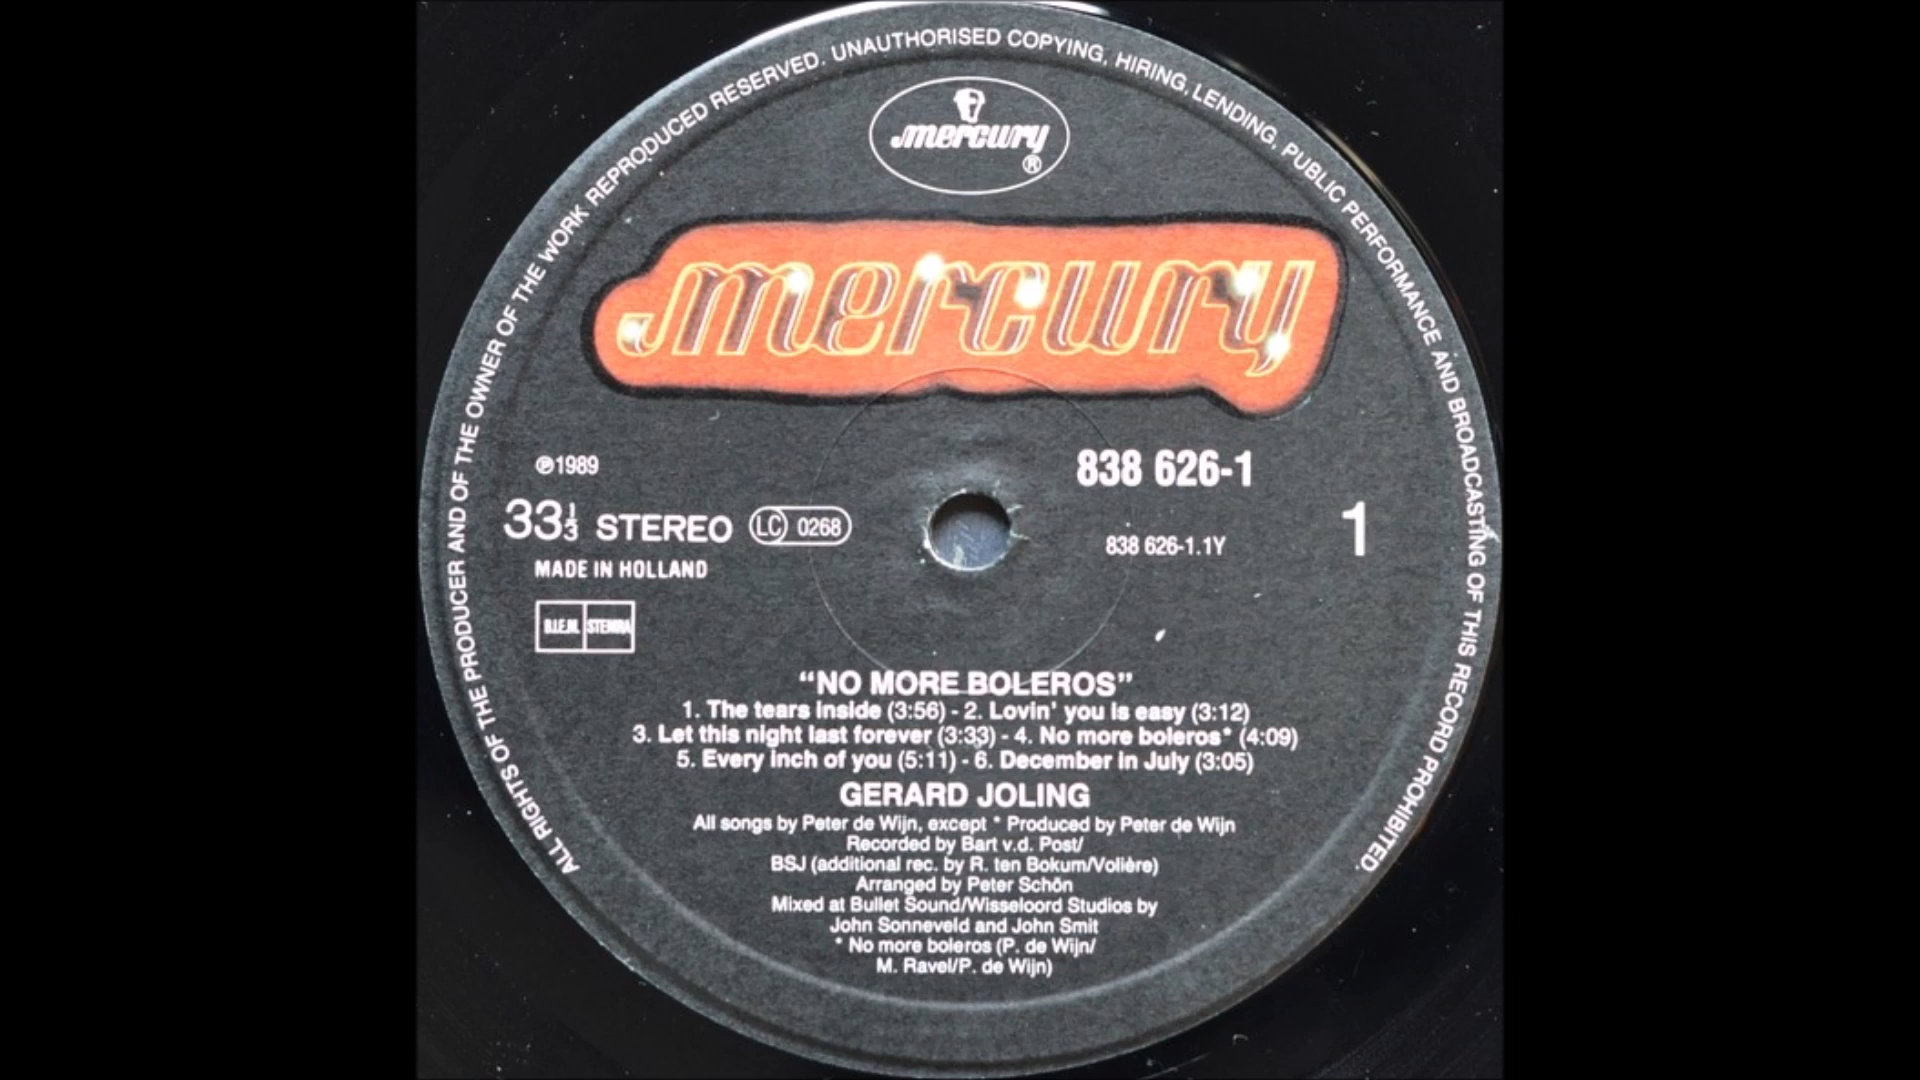 ALL RIGHTS OF THE PRODUCER AND OF THE OWNER OF THE WORK REPRODUCED RESERVED. UNAUTHORISED COPYING, HIRING, LENDING, PUBLIC PERFORMANCE AND BROADCASTING OF THIS RECORD PROHIBITED.
mercury ®
mercury
℗1989
838 626-1
33⅓ STEREO LC 0268
838 626-1.1Y
1
MADE IN HOLLAND
B.I.E.M. STEMRA
“NO MORE BOLEROS”
1. The tears inside (3:56) - 2. Lovin' you is easy (3:12)
3. Let this night last forever (3:33) - 4. No more boleros* (4:09)
5. Every inch of you (5:11) - 6. December in July (3:05)
GERARD JOLING
All songs by Peter de Wijn, except * Produced by Peter de Wijn
Recorded by Bart v.d. Post/
BSJ (additional rec. by R. ten Bokum/Volière)
Arranged by Peter Schön
Mixed at Bullet Sound/Wisseloord Studios by
John Sonneveld and John Smit
* No more boleros (P. de Wijn/
M. Ravel/P. de Wijn)